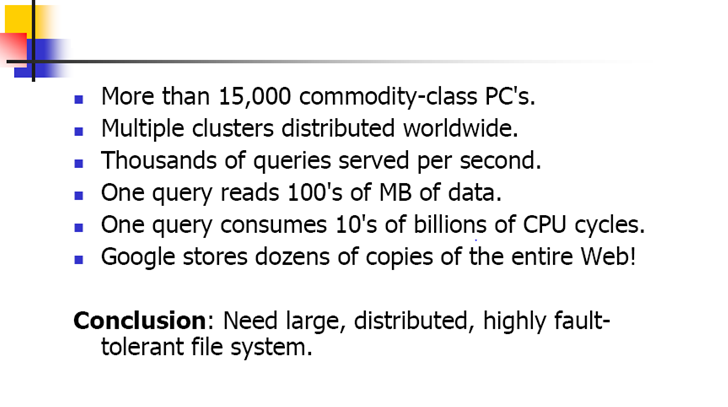 More than 15,000 commodity-class PC's.
Multiple clusters distributed worldwide.
Thousands of queries served per second.
One query reads 100's of MB of data.
One query consumes 10's of billions of CPU cycles.
Google stores dozens of copies of the entire Web!
Conclusion: Need large, distributed, highly fault-
tolerant file system.